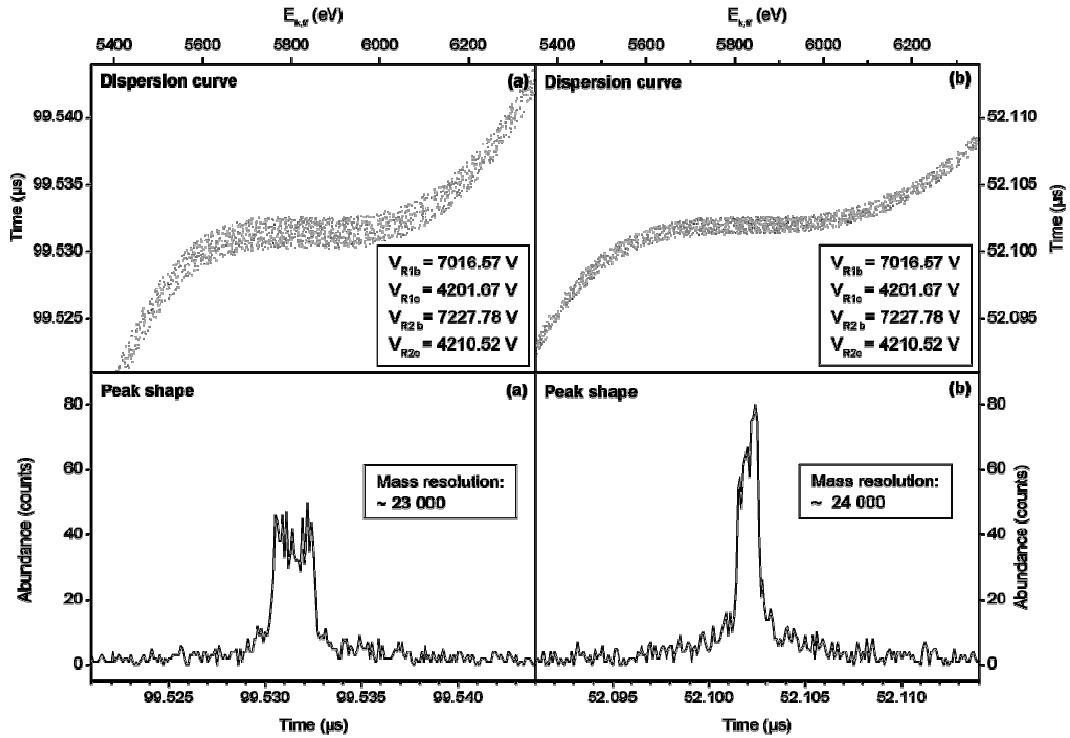 (eV) (eV)
5400 5600 5800 6000 6200 5400 5600 5800 6000 6200
Dispersion curve (a)
Dispersion curve (b)
99.540
99.535
99.530
99.525
Time (µs)
V_R1b = 7016.57 V
V_R1c = 4201.67 V
V_R2b = 7227.78 V
V_R2c = 4210.52 V
V_R1b = 7016.57 V
V_R1c = 4201.67 V
V_R2b = 7227.78 V
V_R2c = 4210.52 V
52.110
52.105
52.100
52.095
Time (µs)
Peak shape (a)
Peak shape (b)
80
60
40
20
0
Abundance (counts)
Mass resolution:
~ 23 000
Mass resolution:
~ 24 000
80
60
40
20
0
Abundance (counts)
99.525 99.530 99.535 99.540 52.095 52.100 52.105 52.110
Time (µs) Time (µs)